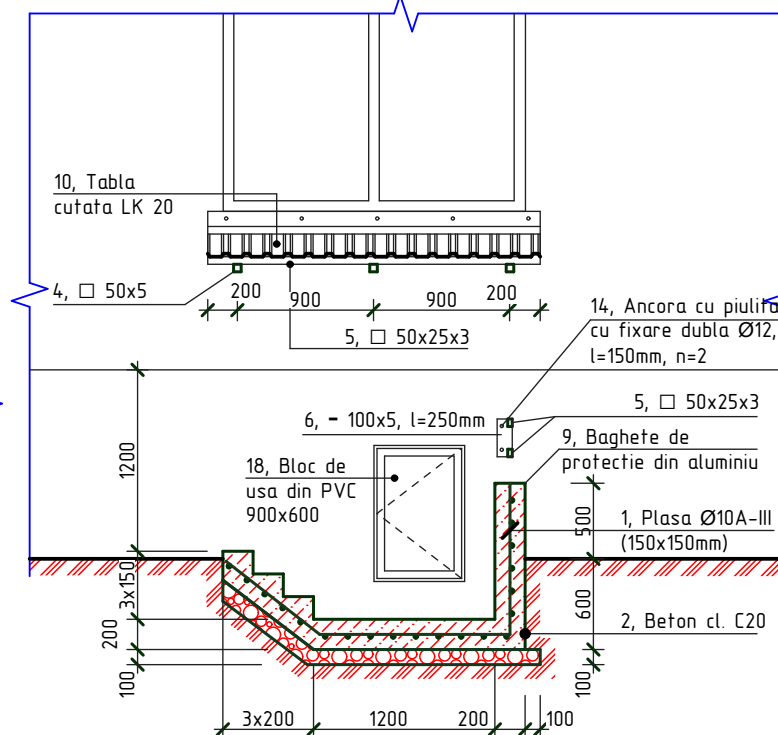 10, Tabla
cutata LK 20
4, □ 50x5
200
900
900
200
5, □ 50x25x3
14, Ancora cu piulita
cu fixare dubla Ø12,
l=150mm, n=2
6, - 100x5, l=250mm
5, □ 50x25x3
9, Baghete de
protectie din aluminiu
18, Bloc de
usa din PVC
900x600
1, Plasa Ø10A-III
(150x150mm)
2, Beton cl. C20
1200
3x150
200
100
500
600
100
3x200
1200
200
100